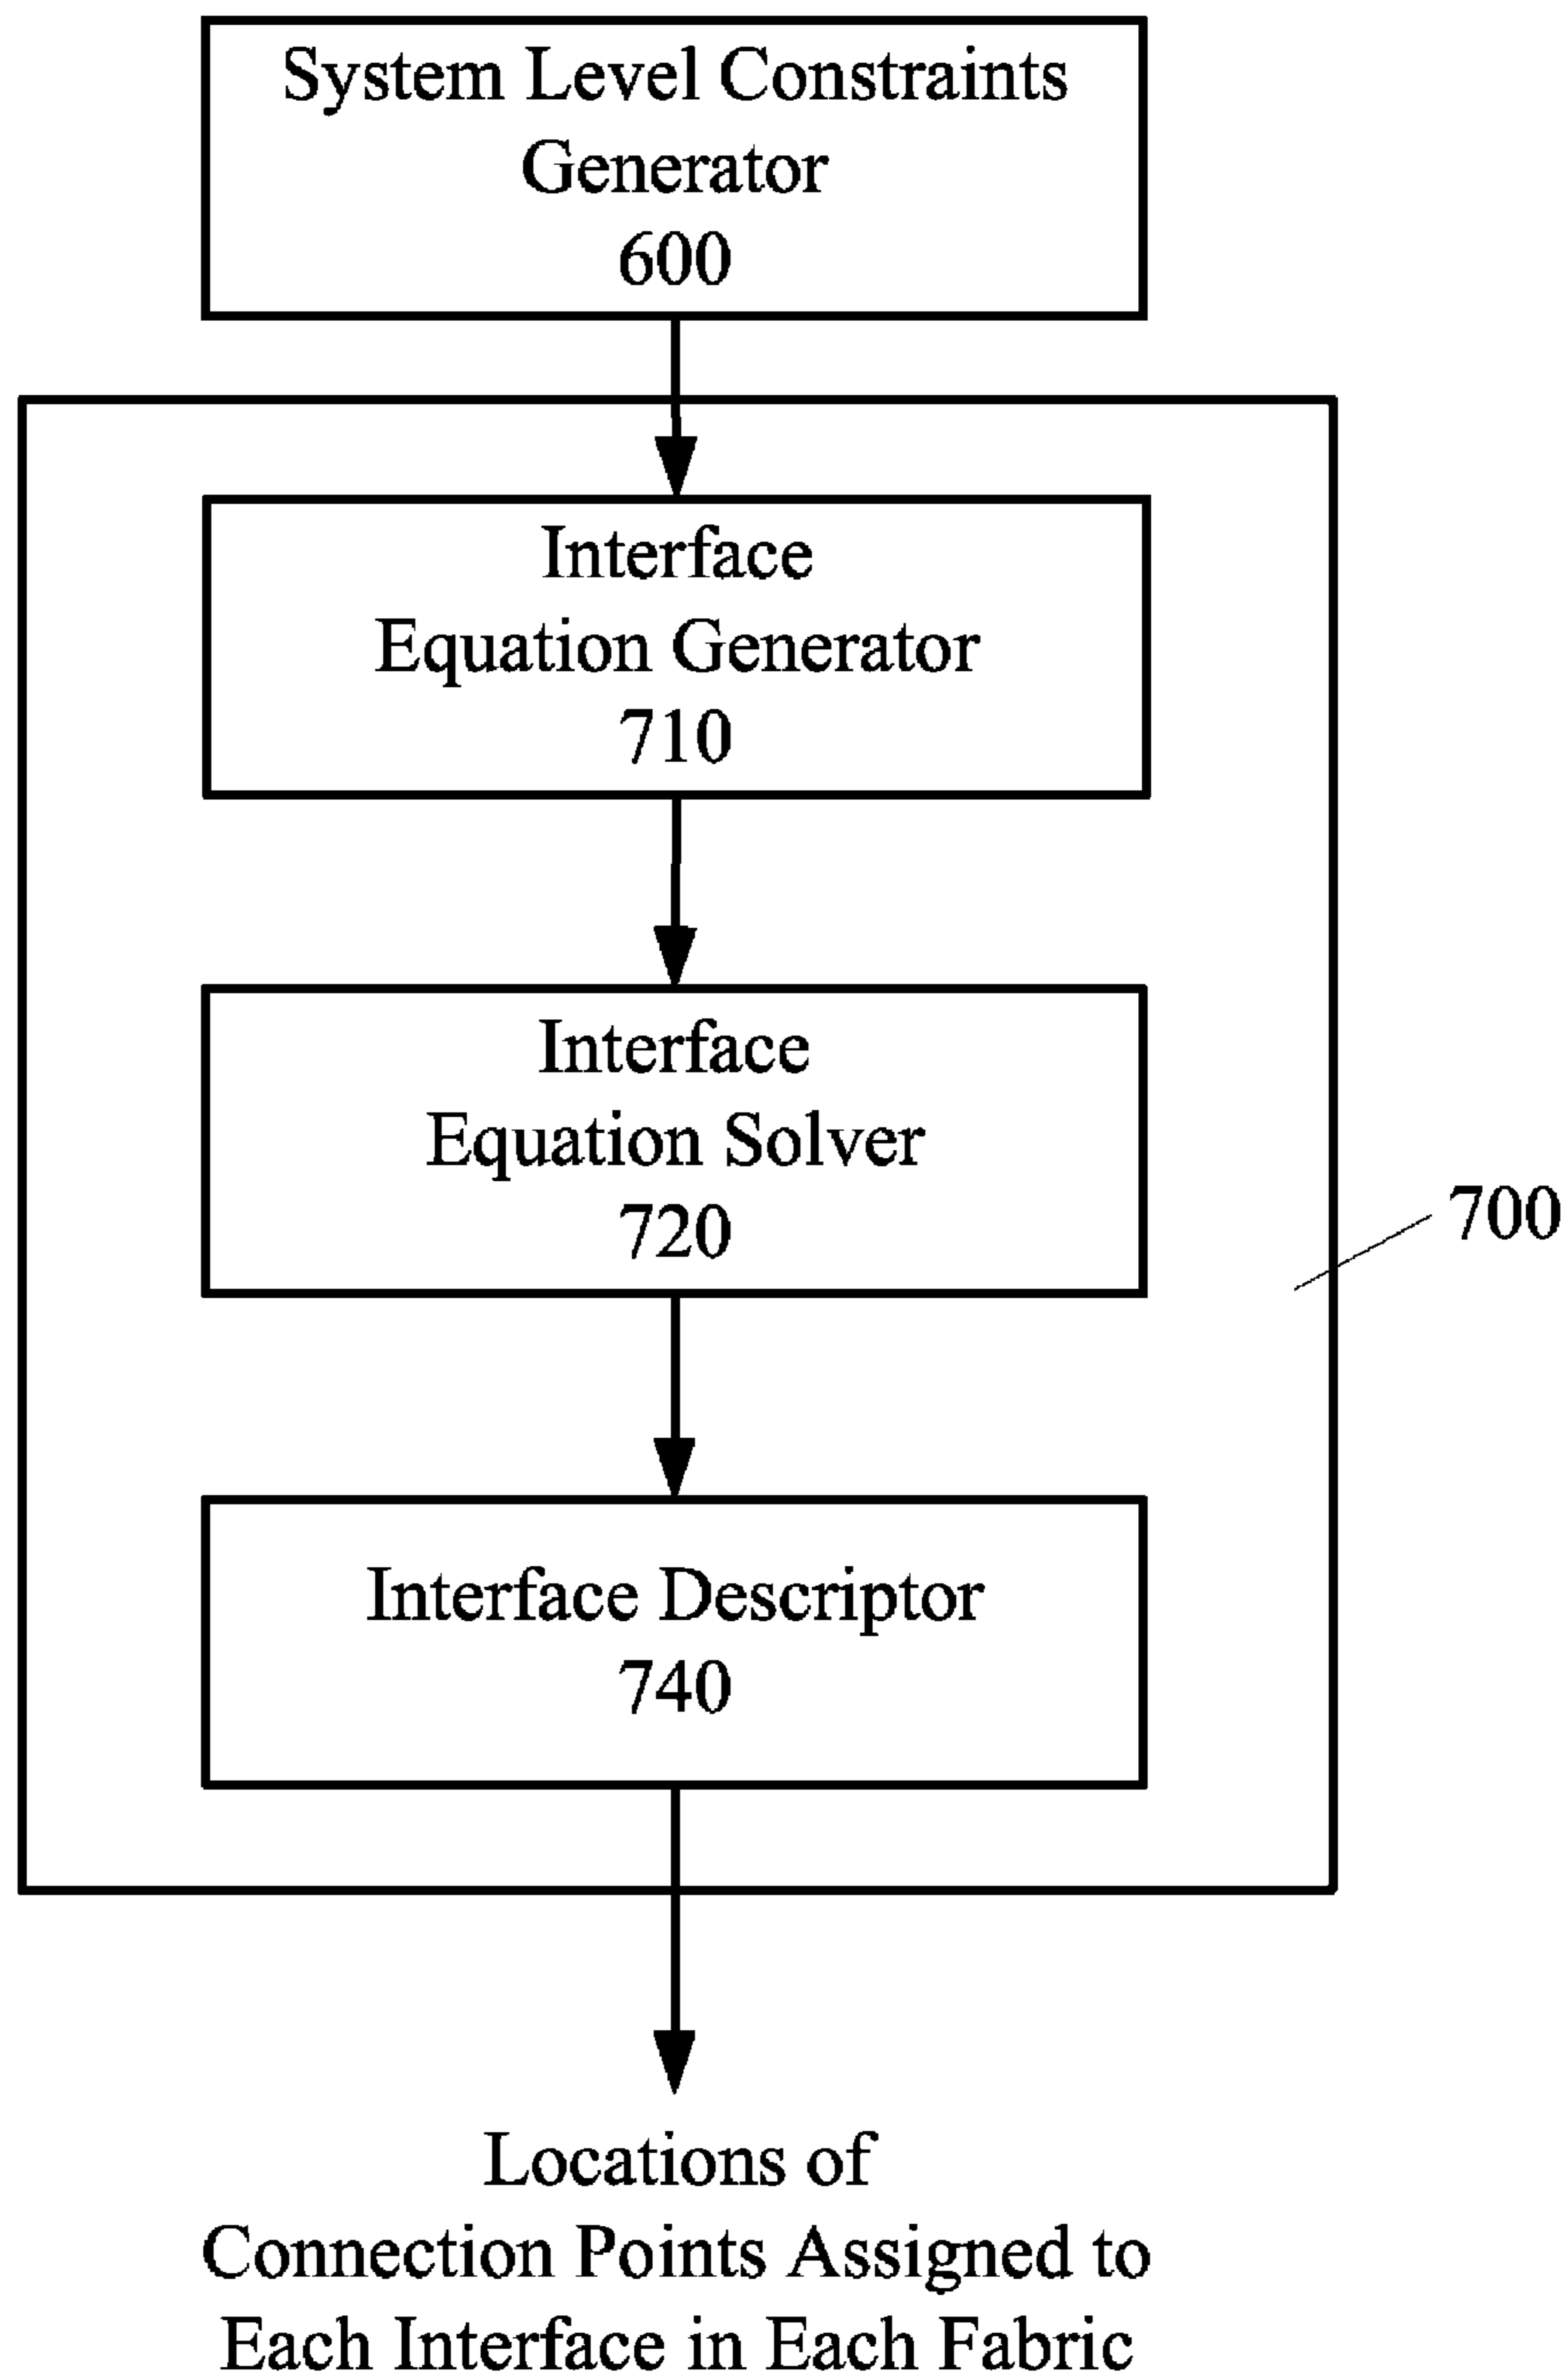 System Level Constraints
Generator
600
Interface
Equation Generator
710
Interface
Equation Solver
720
700
Interface Descriptor
740
Locations of
Connection Points Assigned to
Each Interface in Each Fabric